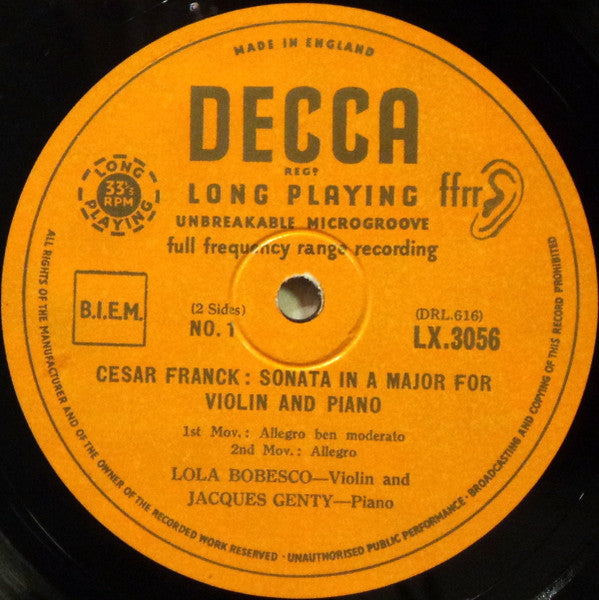 MADE IN ENGLAND
DECCA
REGD
LONG PLAYING
UNBREAKABLE MICROGROOVE
full frequency range recording
LONG PLAYING
33⅓ RPM
ffrr
B.I.E.M.
(2 Sides)
NO. 1
(DRL.616)
LX.3056
CESAR FRANCK : SONATA IN A MAJOR FOR
VIOLIN AND PIANO
1st Mov. : Allegro ben moderato
2nd Mov. : Allegro
LOLA BOBESCO—Violin and
JACQUES GENTY—Piano
ALL RIGHTS OF THE MANUFACTURER AND OF THE OWNER OF THE RECORDED WORK RESERVED · UNAUTHORISED PUBLIC PERFORMANCE · BROADCASTING AND COPYING OF THIS RECORD PROHIBITED